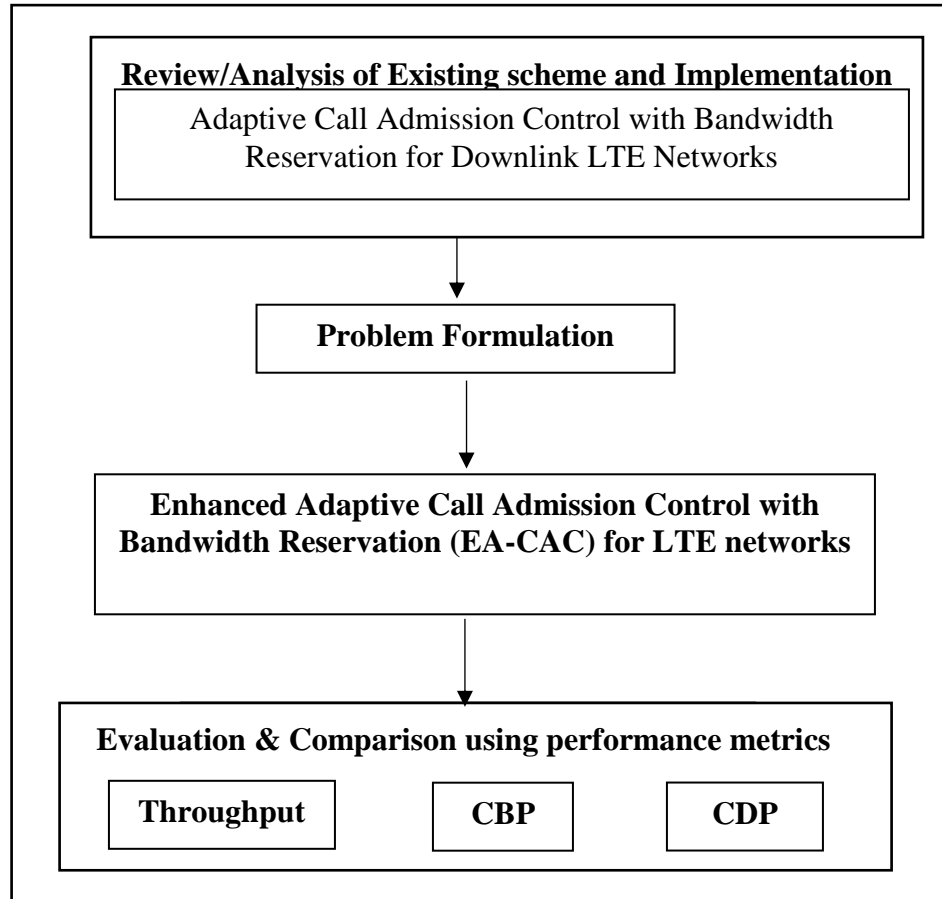 Review/Analysis of Existing scheme and Implementation
Adaptive Call Admission Control with Bandwidth
Reservation for Downlink LTE Networks
Problem Formulation
Enhanced Adaptive Call Admission Control with
Bandwidth Reservation (EA-CAC) for LTE networks
Evaluation & Comparison using performance metrics
Throughput CBP CDP